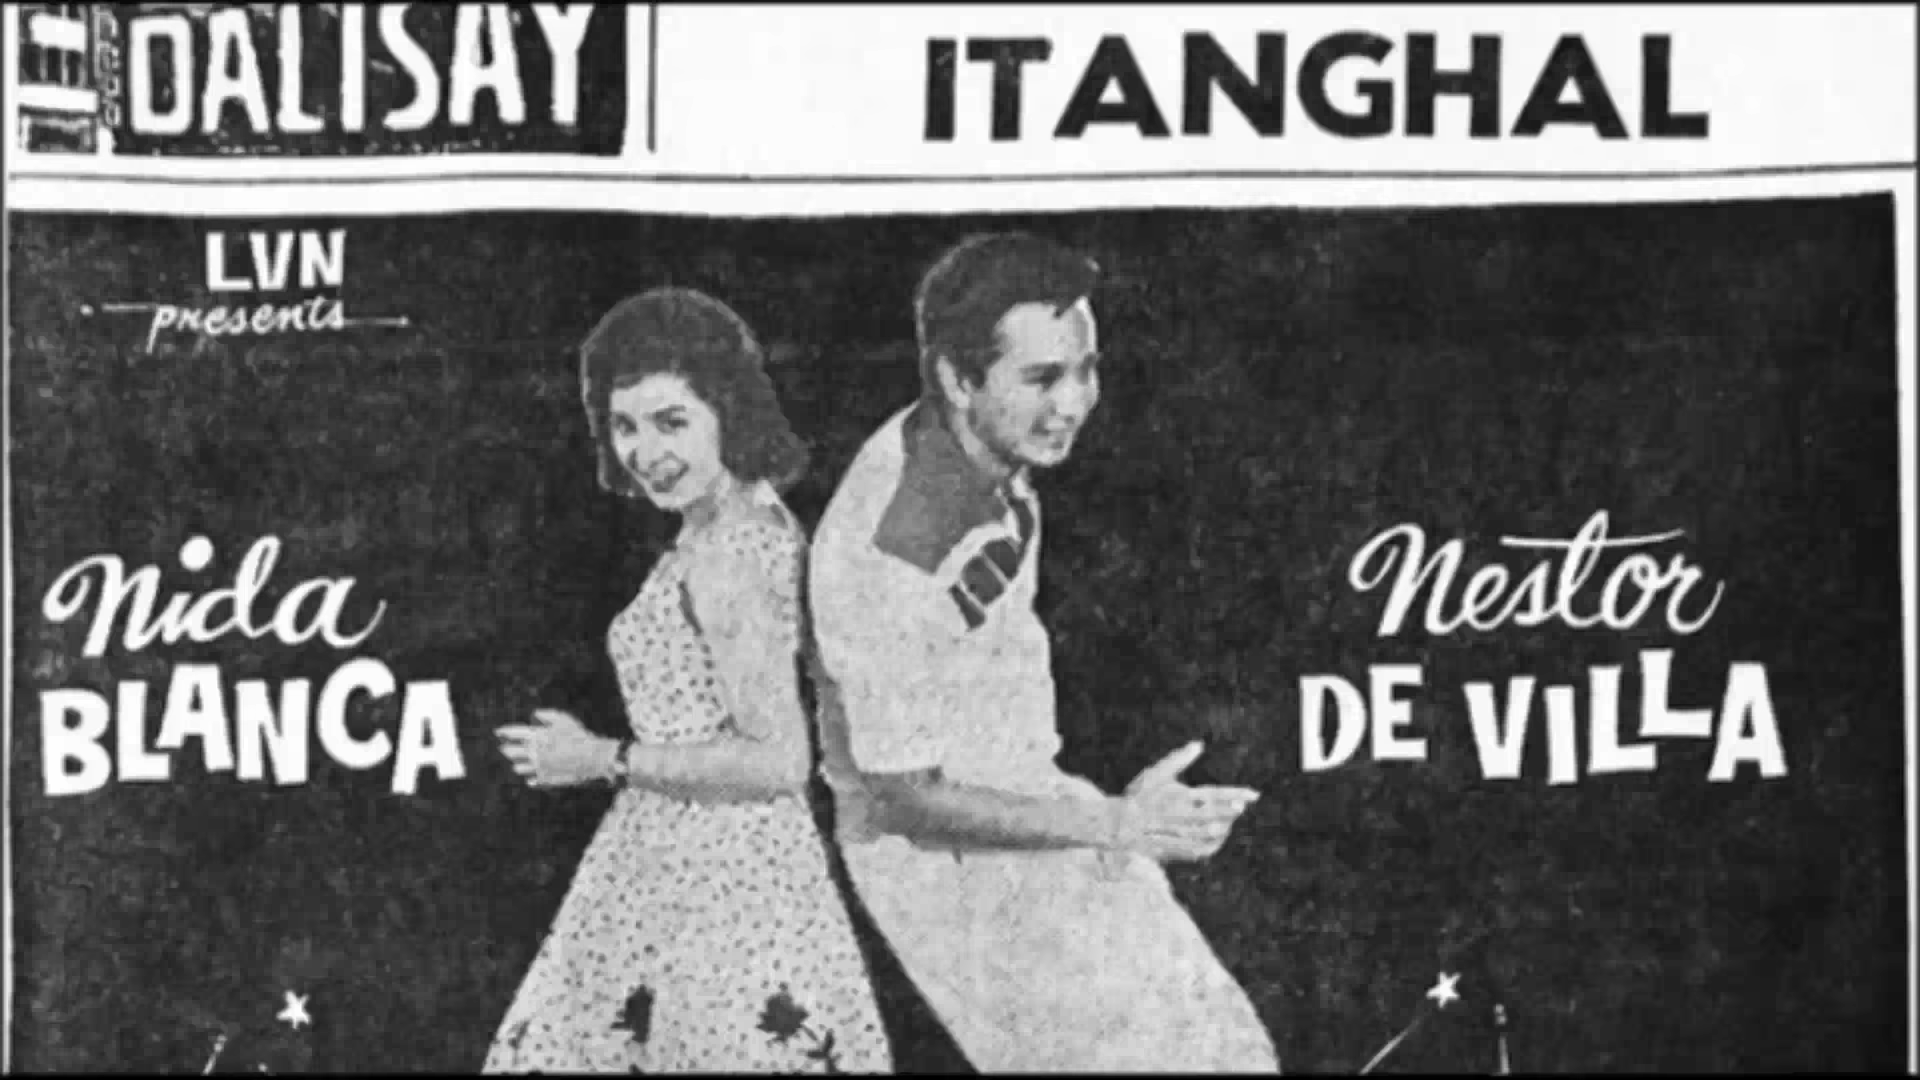 DALISAY
ITANGHAL
LVN
presents
Nida
BLANCA
Nestor
DE VILLA